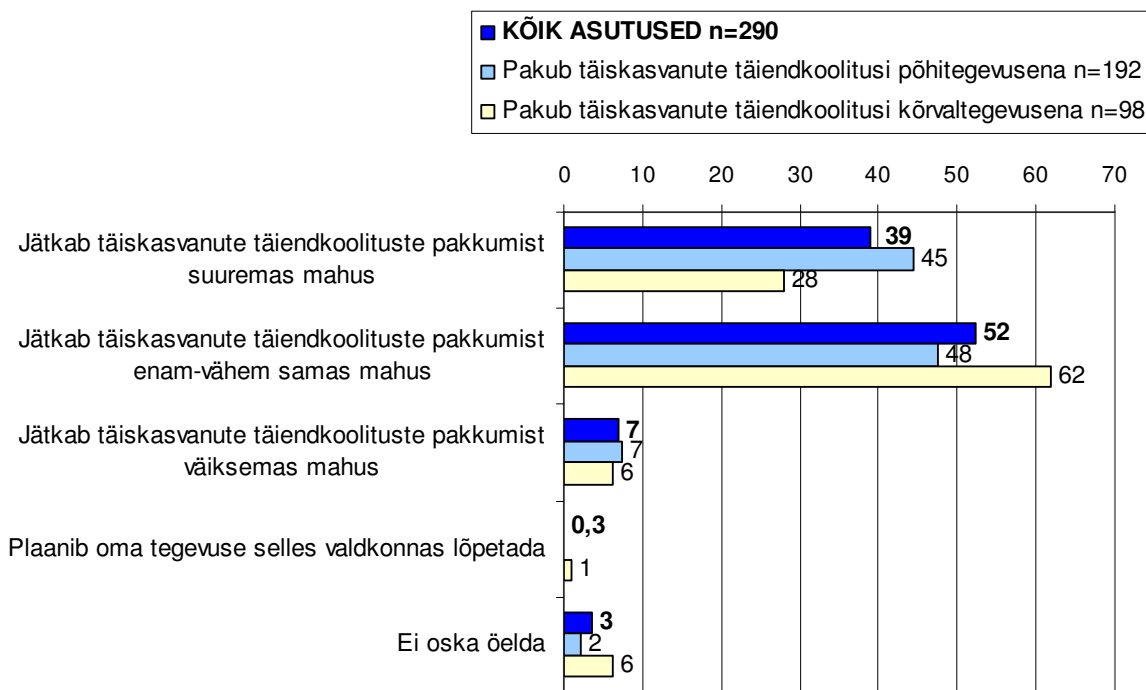 KÕIK ASUTUSED n=290
Pakub täiskasvanute täiendkoolitusi põhitegevusena n=192
Pakub täiskasvanute täiendkoolitusi kõrvaltegevusena n=98
0 10 20 30 40 50 60 70
Jätkab täiskasvanute täiendkoolituste pakkumist
suuremas mahus
39
45
28
Jätkab täiskasvanute täiendkoolituste pakkumist
enam-vähem samas mahus
52
48
62
Jätkab täiskasvanute täiendkoolituste pakkumist
väiksemas mahus
7
7
6
Plaanib oma tegevuse selles valdkonnas lõpetada
0,3
1
Ei oska öelda
3
2
6